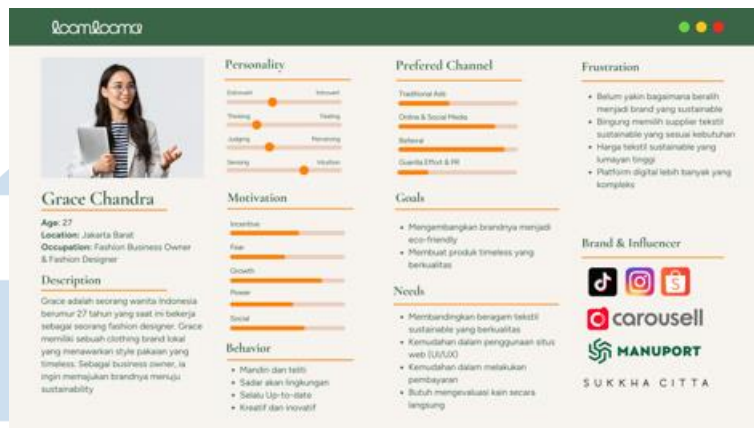 loomloома
Grace Chandra
Age: 27
Location: Jakarta Barat
Occupation: Fashion Business Owner
& Fashion Designer
Description
Grace adalah seorang wanita Indonesia
berumur 27 tahun yang saat ini bekerja
sebagai seorang fashion designer. Grace
memiliki sebuah clothing brand lokal
yang menawarkan style pakaian yang
timeless. Sebagai business owner, ia
ingin memajukan brandnya menuju
sustainability
Personality
Extrovert Introvert
Thinking Feeling
Judging Perceiving
Sensing Intuition
Motivation
Incentive
Fear
Growth
Power
Social
Behavior
Mandiri dan teliti
Sadar akan lingkungan
Selalu Up-to-date
Kreatif dan inovatif
Prefered Channel
Traditional Ads
Online & Social Media
Referral
Guerilla Effort & PR
Goals
Mengembangkan brandnya menjadi
eco-friendly
Membuat produk timeless yang
berkualitas
Needs
Membandingkan beragam tekstil
sustainable yang berkualitas
Kemudahan dalam penggunaan situs
web (UI/UX)
Kemudahan dalam melakukan
pembayaran
Butuh mengevaluasi kain secara
langsung
Frustration
Belum yakin bagaimana beralih
menjadi brand yang sustainable
Bingung memilih supplier tekstil
sustainable yang sesuai kebutuhan
Harga tekstil sustainable yang
lumayan tinggi
Platform digital lebih banyak yang
kompleks
Brand & Influencer
carousell
MANUPORT
SUKKHA CITTA